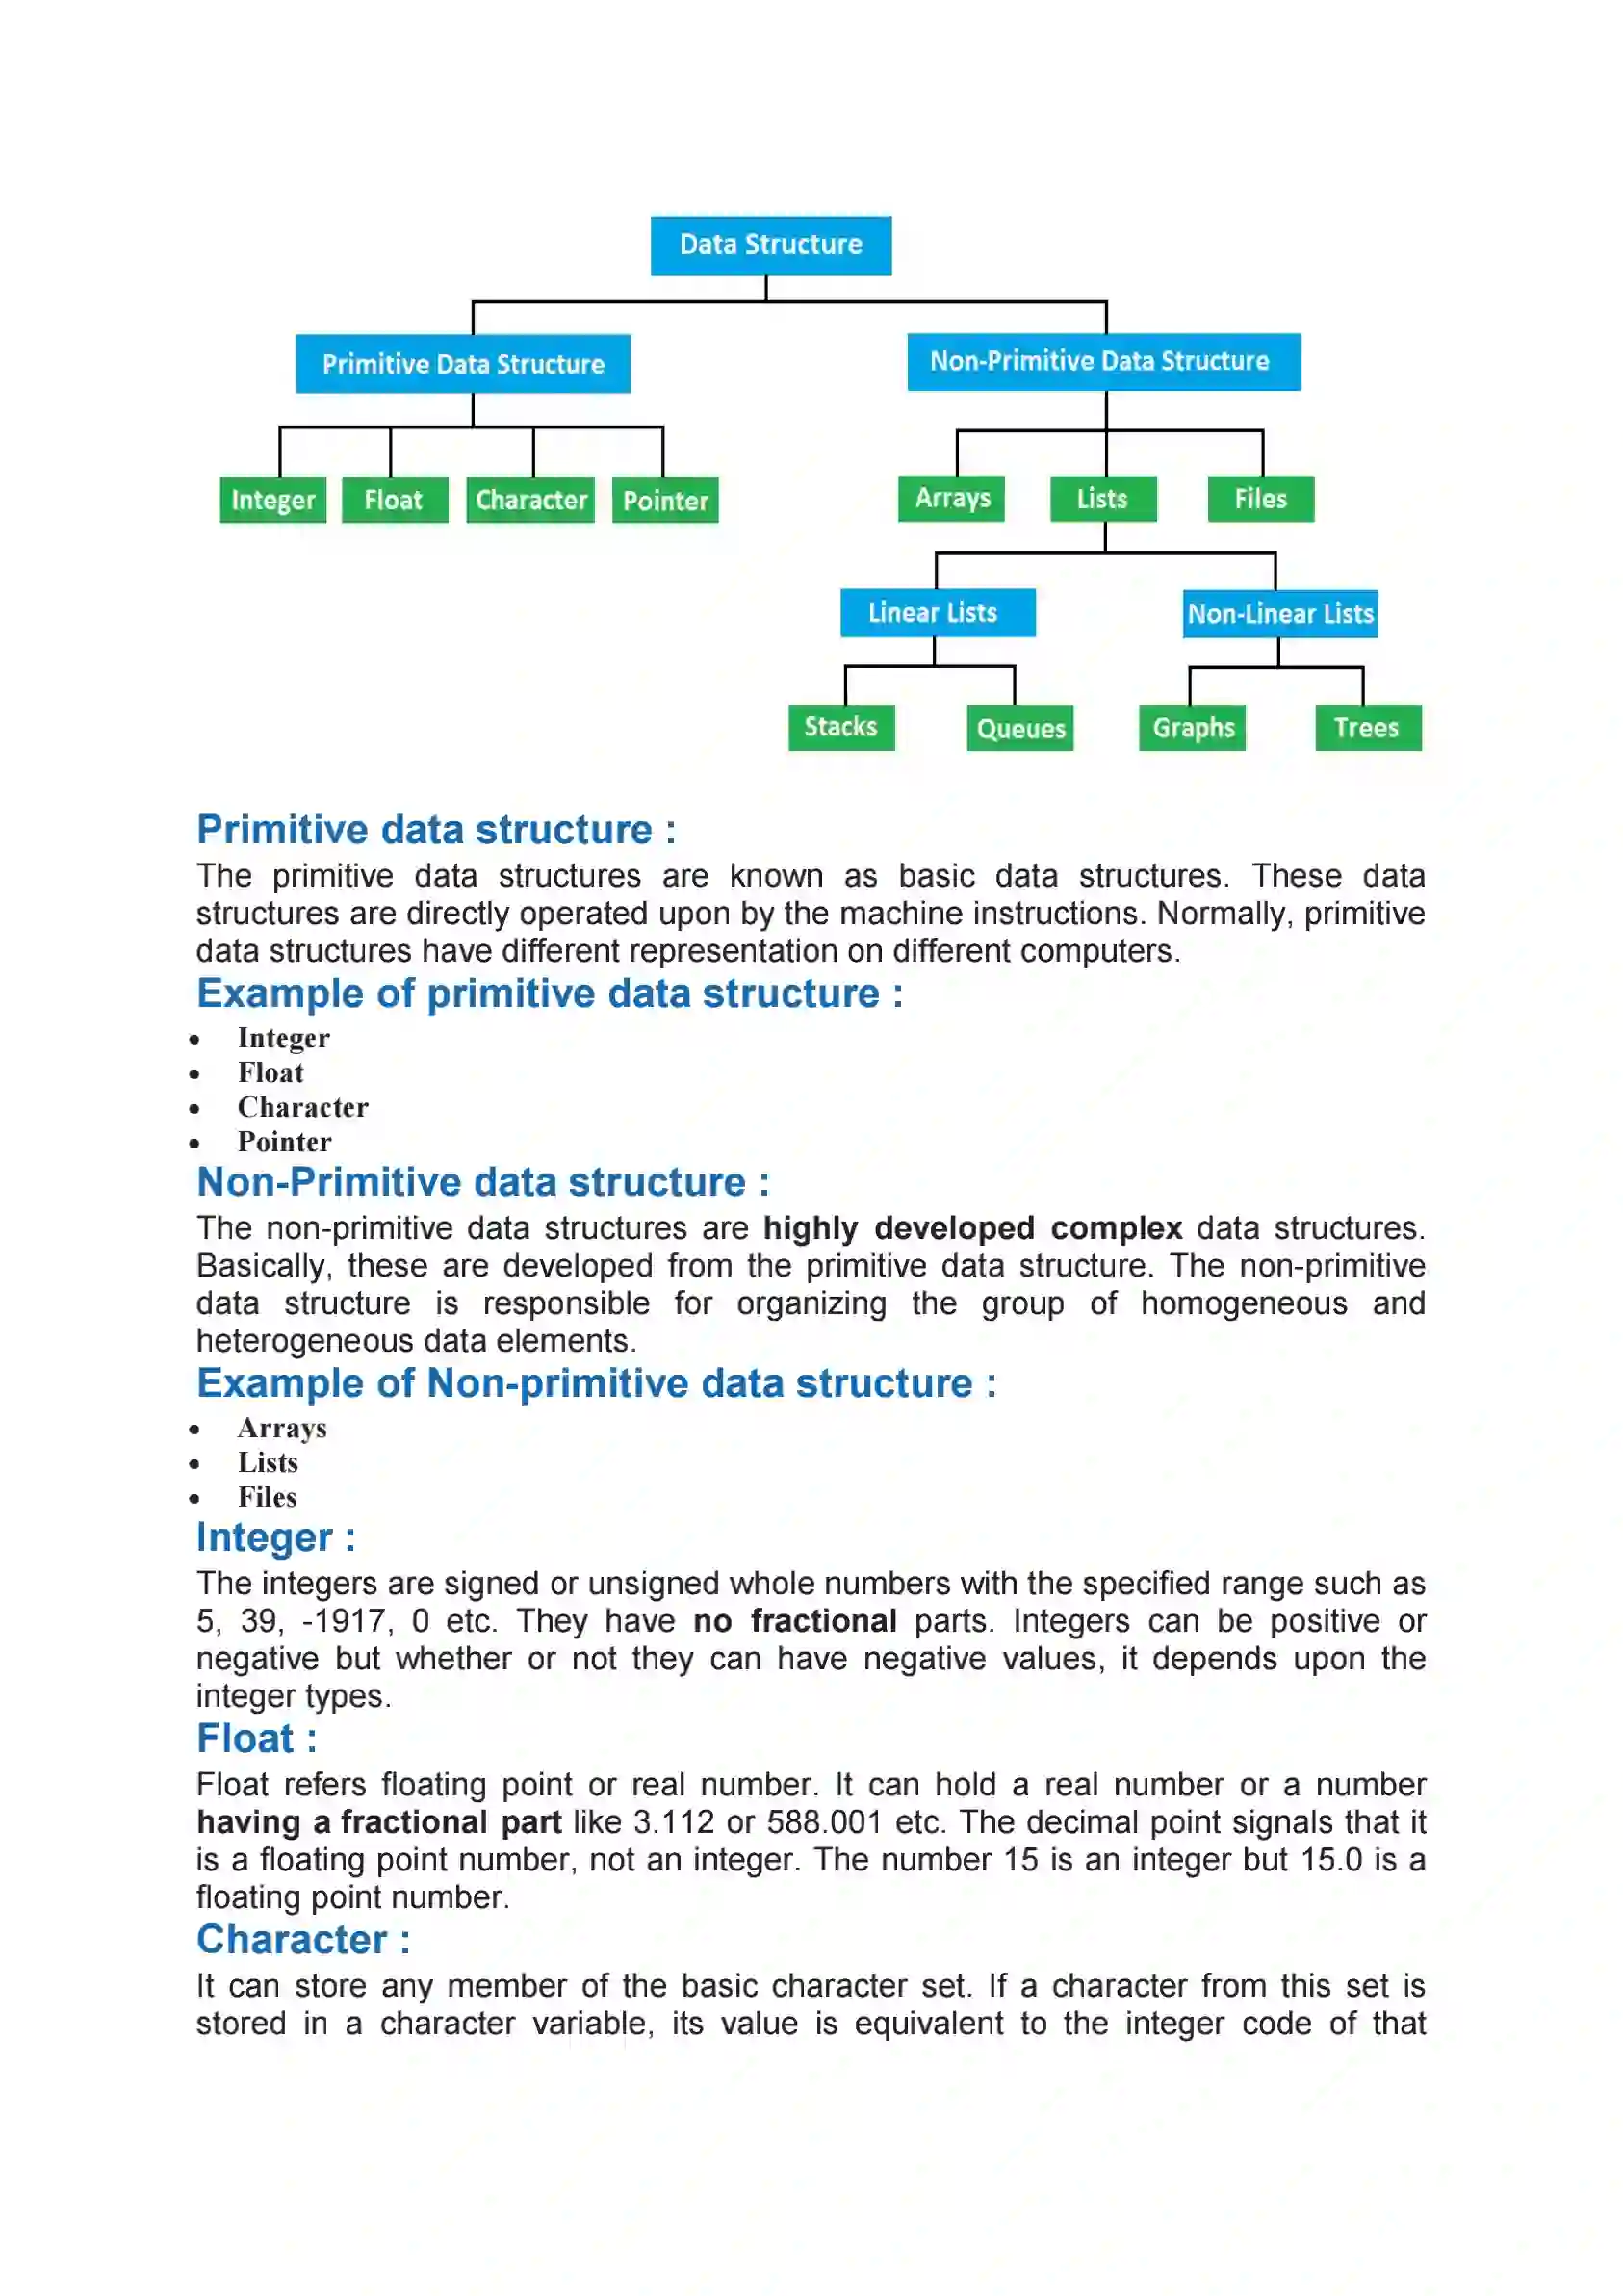 Data Structure
Primitive Data Structure
Non-Primitive Data Structure
Integer
Float
Character
Pointer
Arrays
Lists
Files
Linear Lists
Non-Linear Lists
Stacks
Queues
Graphs
Trees
Primitive data structure :
The primitive data structures are known as basic data structures. These data
structures are directly operated upon by the machine instructions. Normally, primitive
data structures have different representation on different computers.
Example of primitive data structure :
• Integer
• Float
• Character
• Pointer
Non-Primitive data structure :
The non-primitive data structures are highly developed complex data structures.
Basically, these are developed from the primitive data structure. The non-primitive
data structure is responsible for organizing the group of homogeneous and
heterogeneous data elements.
Example of Non-primitive data structure :
• Arrays
• Lists
• Files
Integer :
The integers are signed or unsigned whole numbers with the specified range such as
5, 39, -1917, 0 etc. They have no fractional parts. Integers can be positive or
negative but whether or not they can have negative values, it depends upon the
integer types.
Float :
Float refers floating point or real number. It can hold a real number or a number
having a fractional part like 3.112 or 588.001 etc. The decimal point signals that it
is a floating point number, not an integer. The number 15 is an integer but 15.0 is a
floating point number.
Character :
It can store any member of the basic character set. If a character from this set is
stored in a character variable, its value is equivalent to the integer code of that